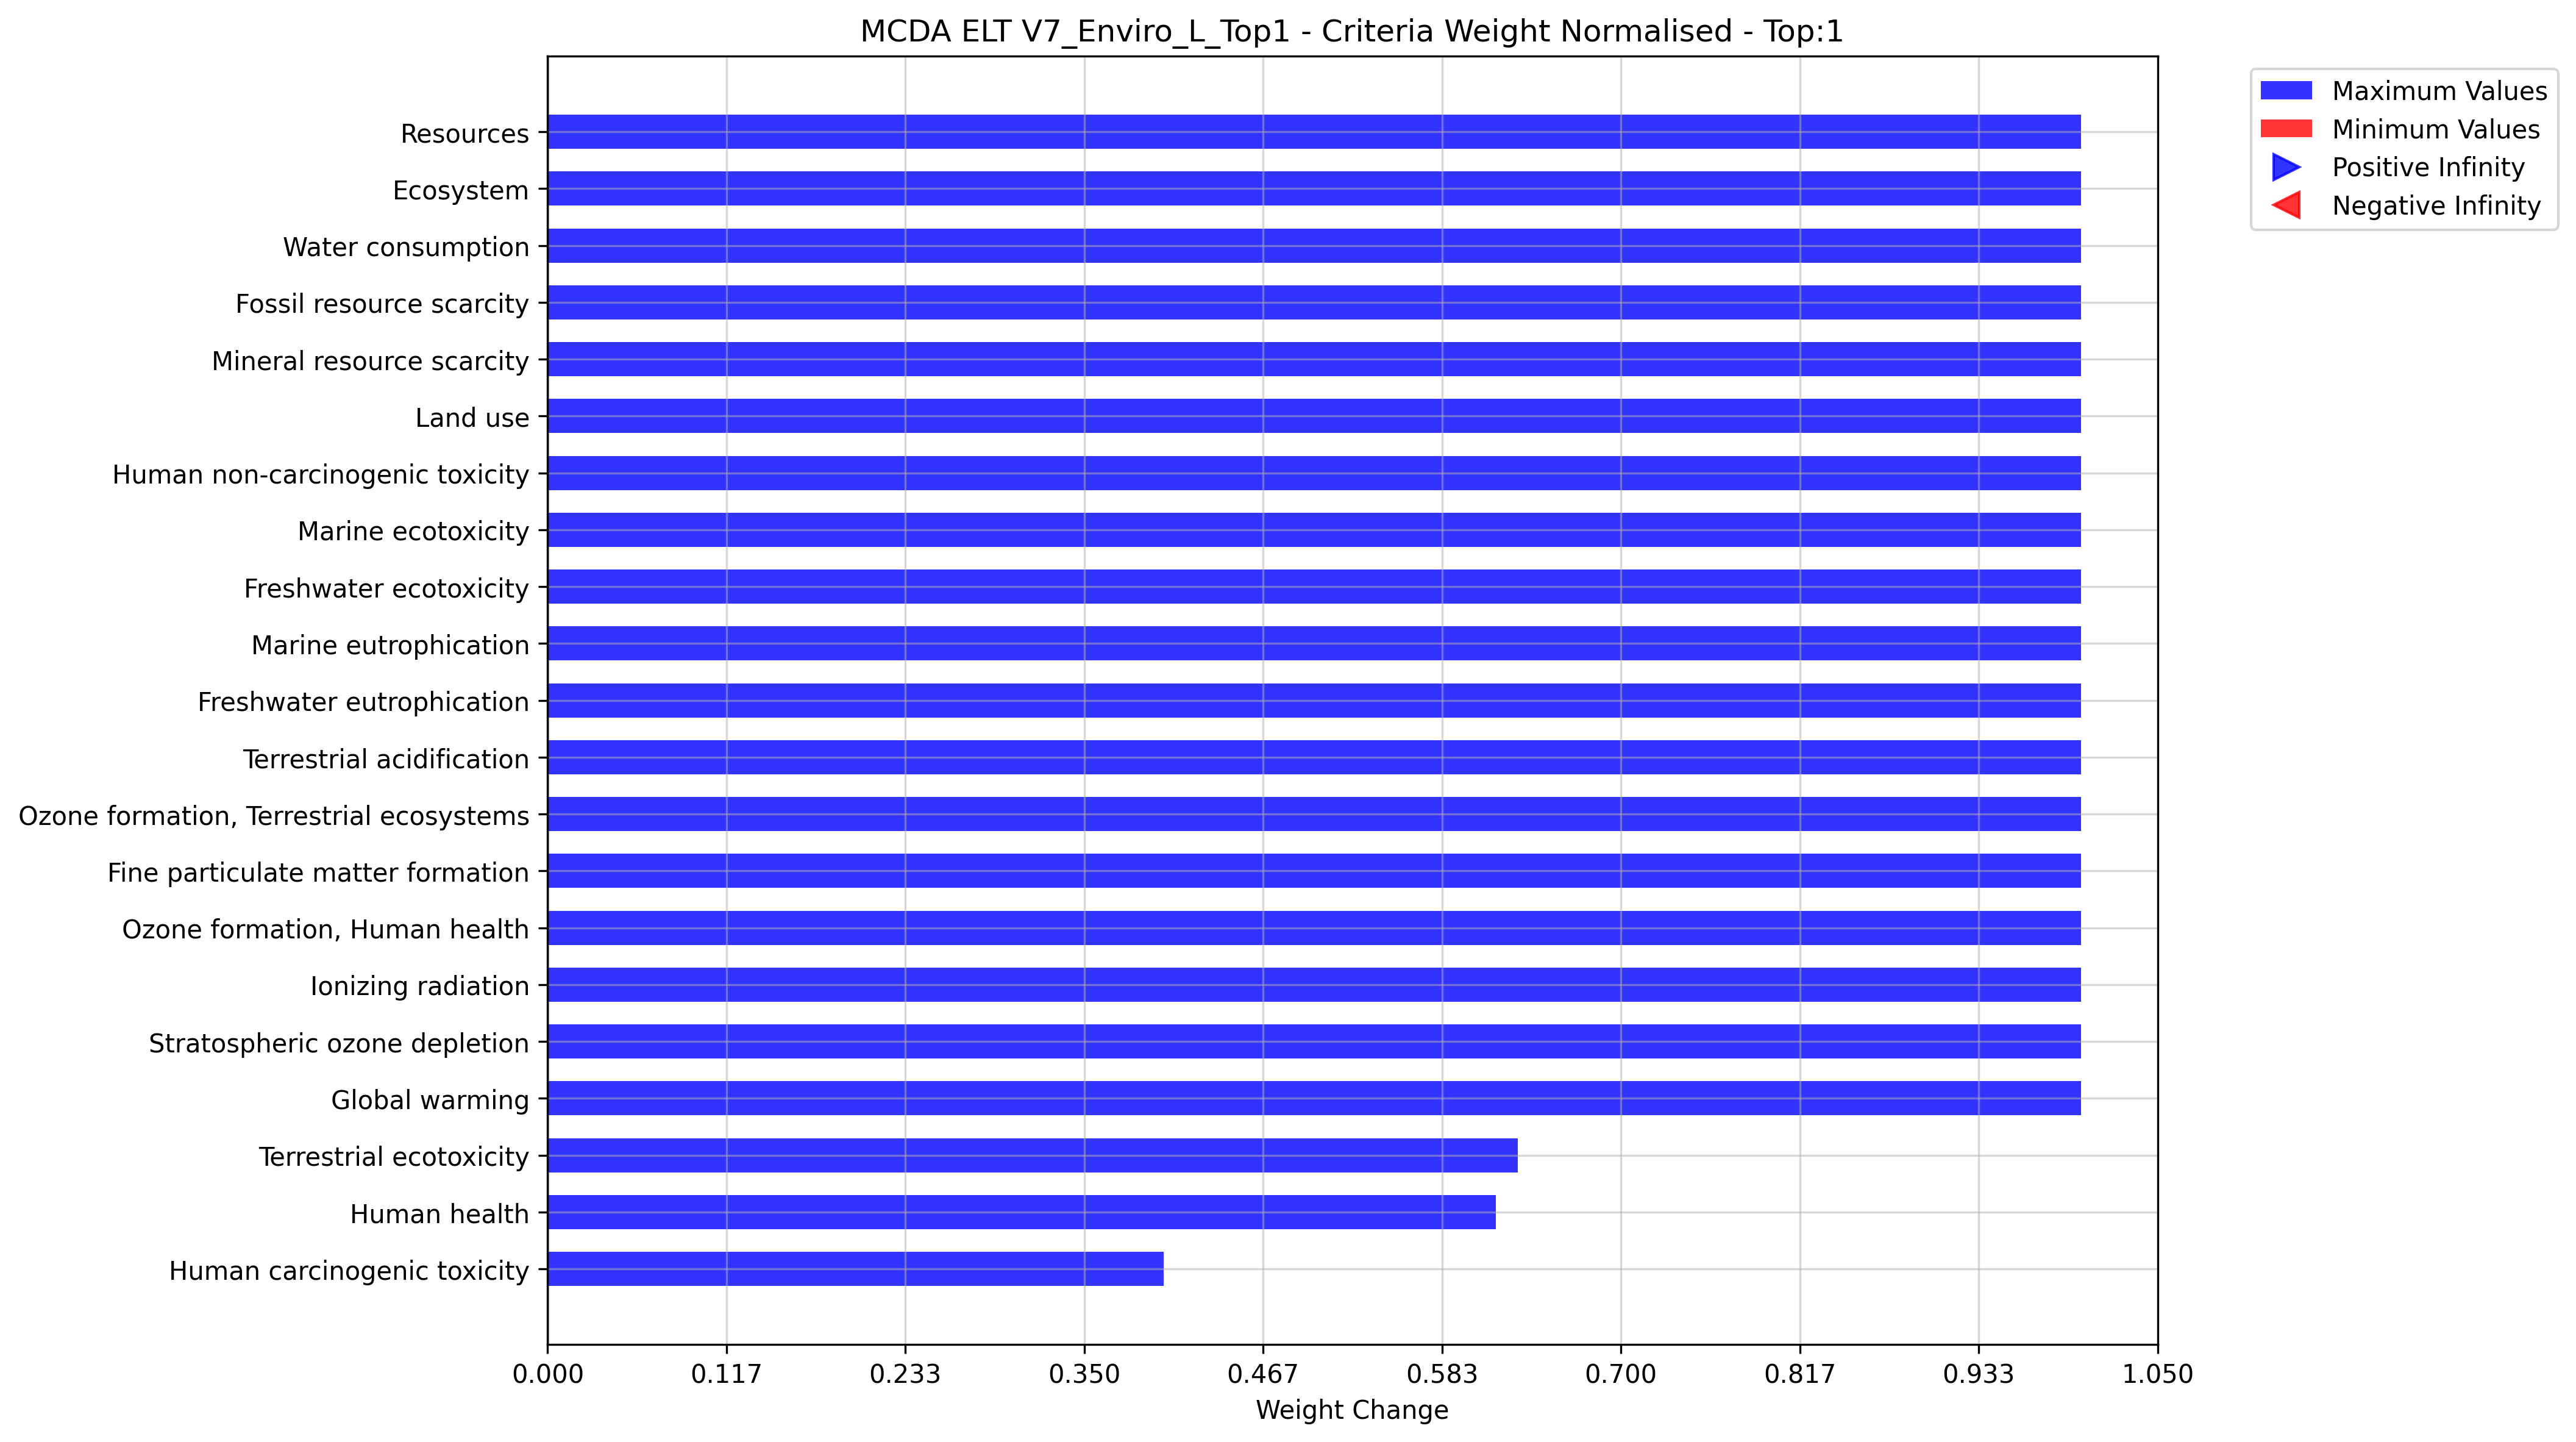 MCDA ELT V7_Enviro_L_Top1 - Criteria Weight Normalised - Top:1
Maximum Values
Minimum Values
Positive Infinity
Negative Infinity
Resources
Ecosystem
Water consumption
Fossil resource scarcity
Mineral resource scarcity
Land use
Human non-carcinogenic toxicity
Marine ecotoxicity
Freshwater ecotoxicity
Marine eutrophication
Freshwater eutrophication
Terrestrial acidification
Ozone formation, Terrestrial ecosystems
Fine particulate matter formation
Ozone formation, Human health
Ionizing radiation
Stratospheric ozone depletion
Global warming
Terrestrial ecotoxicity
Human health
Human carcinogenic toxicity
0.000 0.117 0.233 0.350 0.467 0.583 0.700 0.817 0.933 1.050
Weight Change